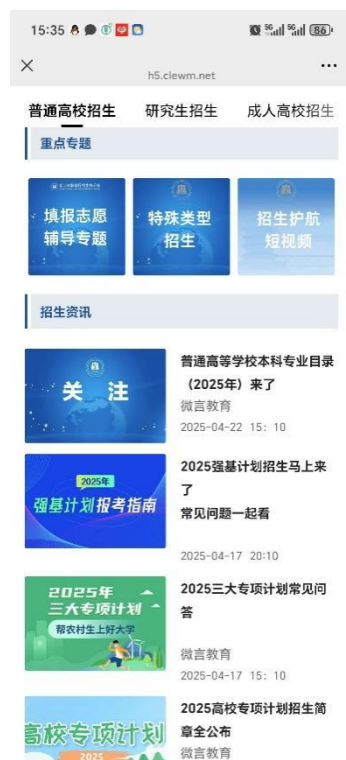 15:35
86
h5.clewm.net
普通高校招生 研究生招生 成人高校招生
重点专题
填报志愿
辅导专题
特殊类型
招生
招生护航
短视频
招生资讯
关注
普通高等学校本科专业目录
（2025年）来了
微言教育
2025-04-22 15: 10
2025年
强基计划报考指南
2025强基计划招生马上来
了
常见问题一起看
2025-04-17 20:10
2025年
三大专项计划
帮农村生上好大学
2025三大专项计划常见问
答
微言教育
2025-04-17 15: 10
高校专项计划
2025
2025高校专项计划招生简
章全公布
微言教育